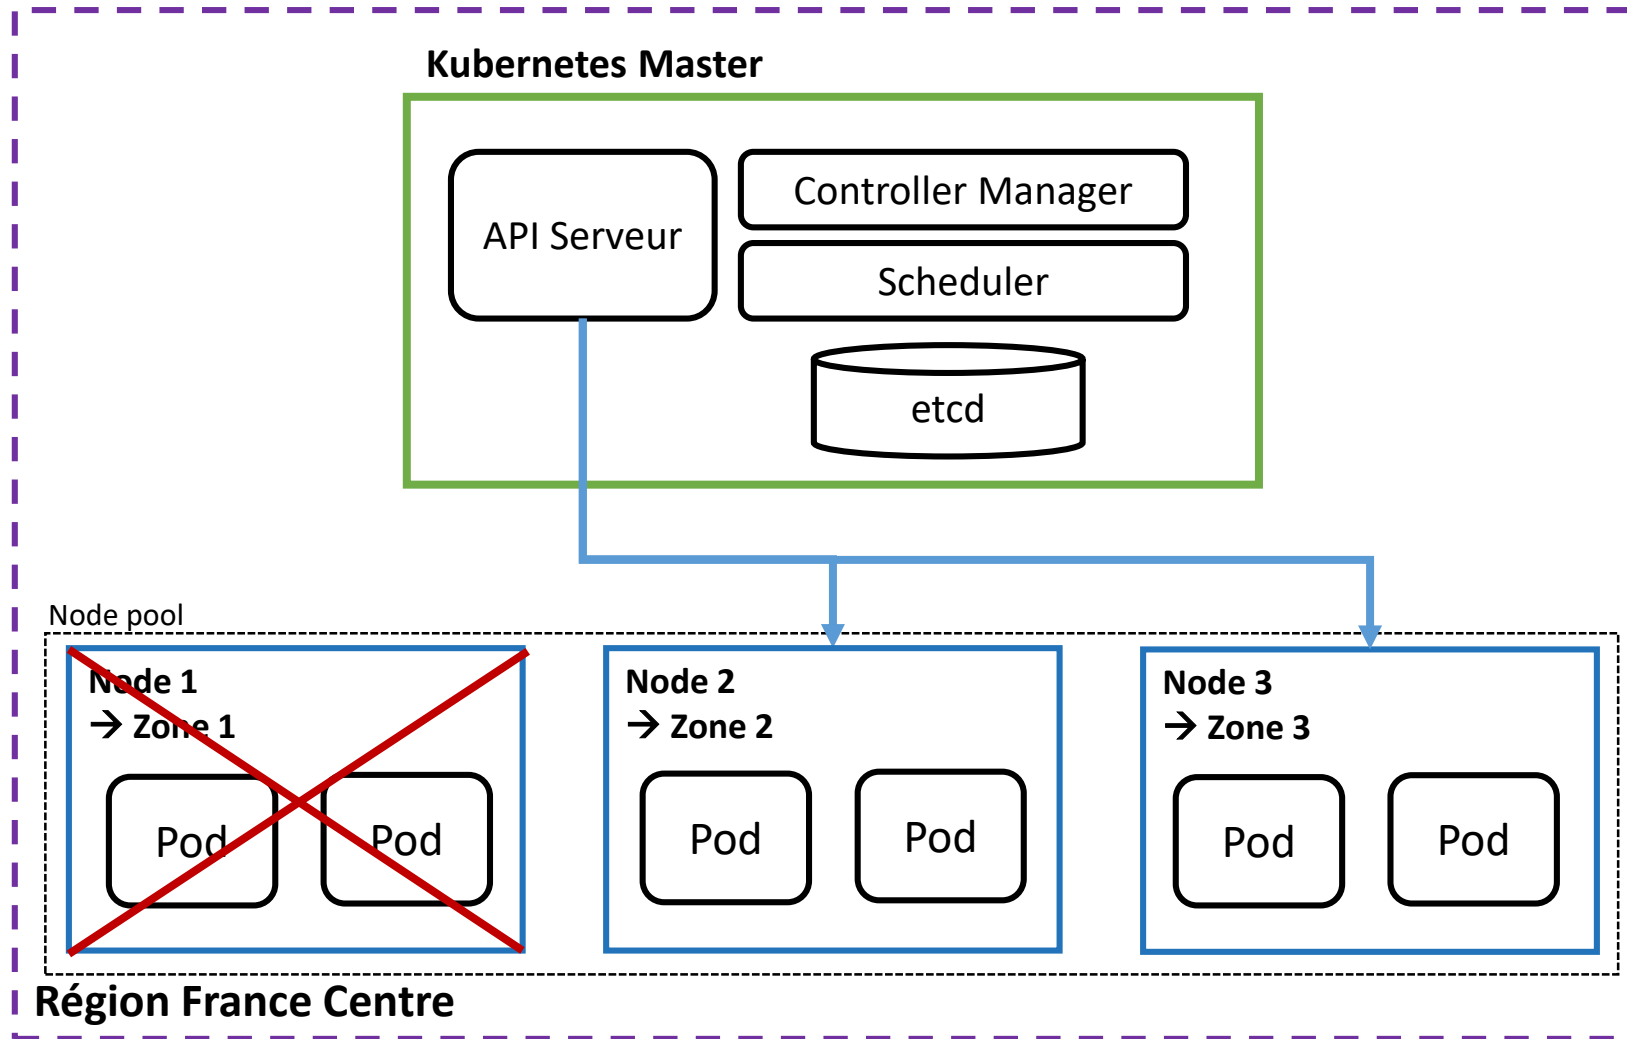 Kubernetes Master
API Serveur
Controller Manager
Scheduler
etcd
Node pool
Node 1
→ Zone 1
Pod
Pod
Node 2
→ Zone 2
Pod
Pod
Node 3
→ Zone 3
Pod
Pod
Région France Centre